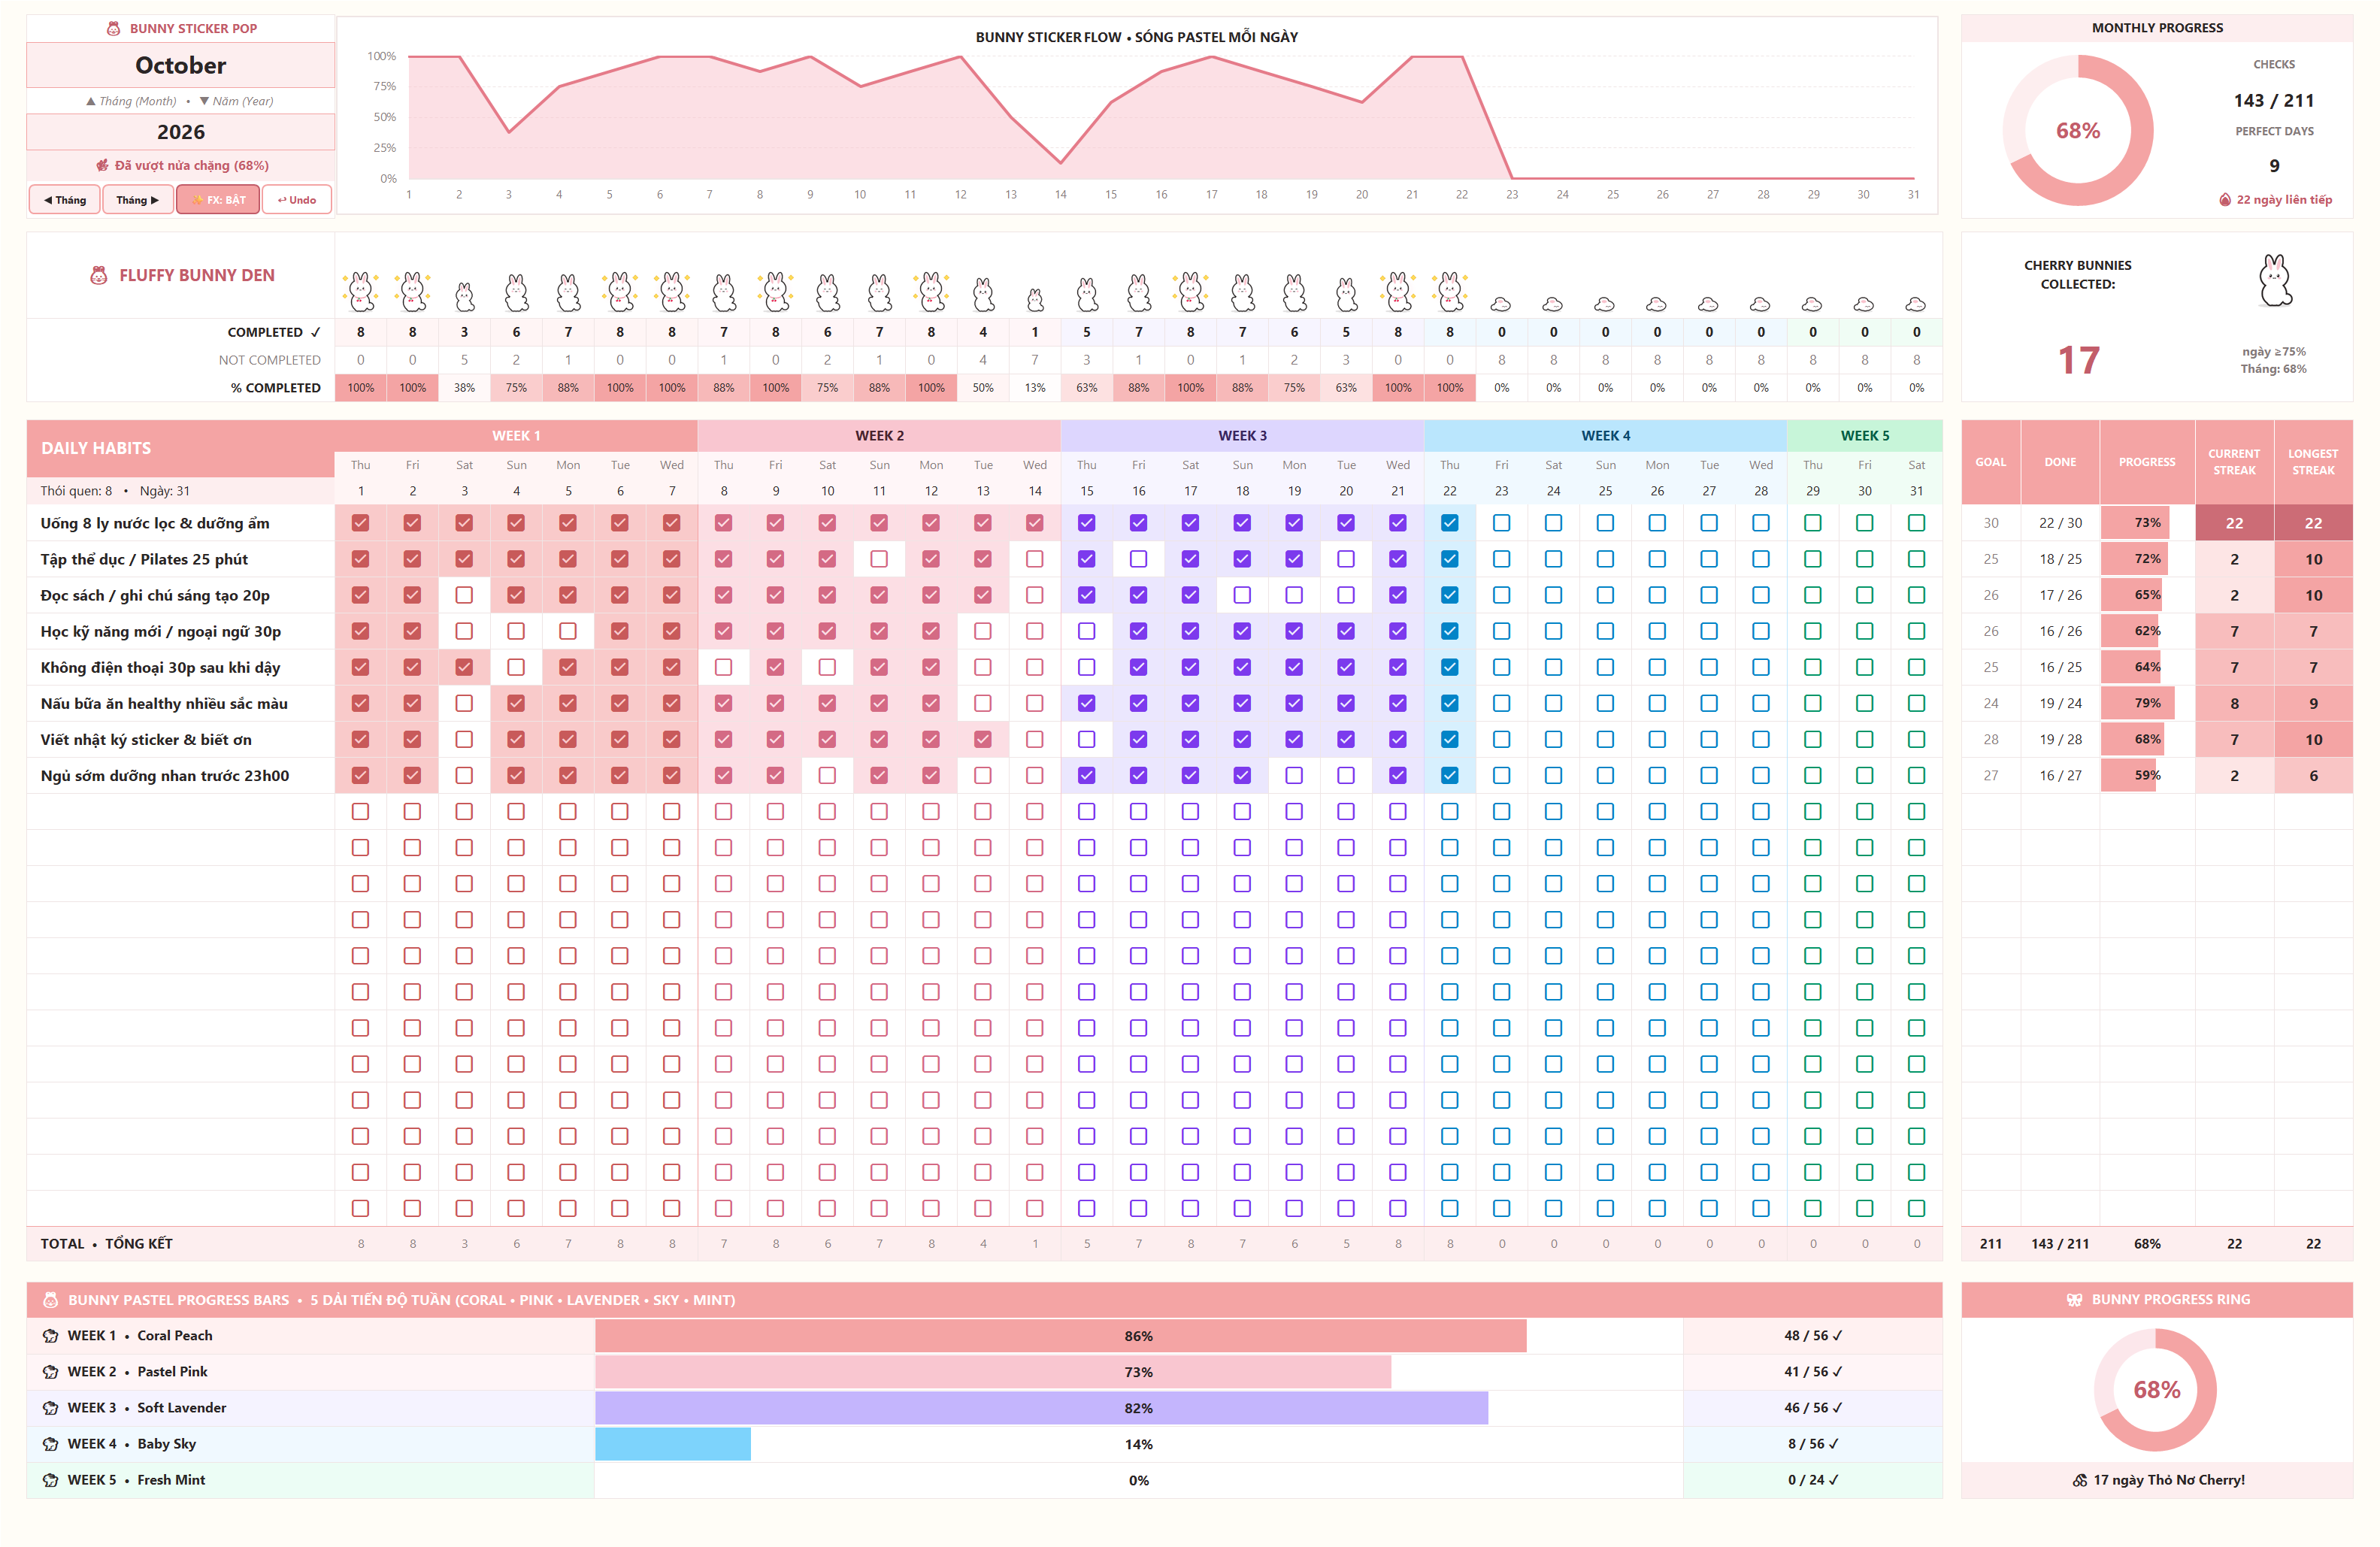 BUNNY STICKER POP
October
▲ Tháng (Month) • ▼ Năm (Year)
2026
Đã vượt nửa chặng (68%)
◀ Tháng Tháng ▶ ✨ FX: BẬT ↩ Undo
BUNNY STICKER FLOW • SÓNG PASTEL MỖI NGÀY
100%
75%
50%
25%
0%
1 2 3 4 5 6 7 8 9 10 11 12 13 14 15 16 17 18 19 20 21 22 23 24 25 26 27 28 29 30 31
MONTHLY PROGRESS
68%
CHECKS
143 / 211
PERFECT DAYS
9
22 ngày liên tiếp
FLUFFY BUNNY DEN
COMPLETED ✓ 8 8 3 6 7 8 8 7 8 6 7 8 4 1 5 7 8 7 6 5 8 8 0 0 0 0 0 0 0 0 0
NOT COMPLETED 0 0 5 2 1 0 0 1 0 2 1 0 4 7 3 1 0 1 2 3 0 0 8 8 8 8 8 8 8 8 8
% COMPLETED 100% 100% 38% 75% 88% 100% 100% 88% 100% 75% 88% 100% 50% 13% 63% 88% 100% 88% 75% 63% 100% 100% 0% 0% 0% 0% 0% 0% 0% 0% 0%
CHERRY BUNNIES
COLLECTED:
17
ngày ≥75%
Tháng: 68%
DAILY HABITS
WEEK 1 WEEK 2 WEEK 3 WEEK 4 WEEK 5
Thu Fri Sat Sun Mon Tue Wed Thu Fri Sat Sun Mon Tue Wed Thu Fri Sat Sun Mon Tue Wed Thu Fri Sat Sun Mon Tue Wed Thu Fri Sat
Thói quen: 8 • Ngày: 31 1 2 3 4 5 6 7 8 9 10 11 12 13 14 15 16 17 18 19 20 21 22 23 24 25 26 27 28 29 30 31
GOAL DONE PROGRESS CURRENT STREAK LONGEST STREAK
Uống 8 ly nước lọc & dưỡng ẩm 30 22 / 30 73% 22 22
Tập thể dục / Pilates 25 phút 25 18 / 25 72% 2 10
Đọc sách / ghi chú sáng tạo 20p 26 17 / 26 65% 2 10
Học kỹ năng mới / ngoại ngữ 30p 26 16 / 26 62% 7 7
Không điện thoại 30p sau khi dậy 25 16 / 25 64% 7 7
Nấu bữa ăn healthy nhiều sắc màu 24 19 / 24 79% 8 9
Viết nhật ký sticker & biết ơn 28 19 / 28 68% 7 10
Ngủ sớm dưỡng nhan trước 23h00 27 16 / 27 59% 2 6
TOTAL • TỔNG KẾT 8 8 3 6 7 8 8 7 8 6 7 8 4 1 5 7 8 7 6 5 8 8 0 0 0 0 0 0 0 0 0 211 143 / 211 68% 22 22
BUNNY PASTEL PROGRESS BARS • 5 DẢI TIẾN ĐỘ TUẦN (CORAL • PINK • LAVENDER • SKY • MINT)
WEEK 1 • Coral Peach 86% 48 / 56 ✓
WEEK 2 • Pastel Pink 73% 41 / 56 ✓
WEEK 3 • Soft Lavender 82% 46 / 56 ✓
WEEK 4 • Baby Sky 14% 8 / 56 ✓
WEEK 5 • Fresh Mint 0% 0 / 24 ✓
BUNNY PROGRESS RING
68%
17 ngày Thỏ Nơ Cherry!